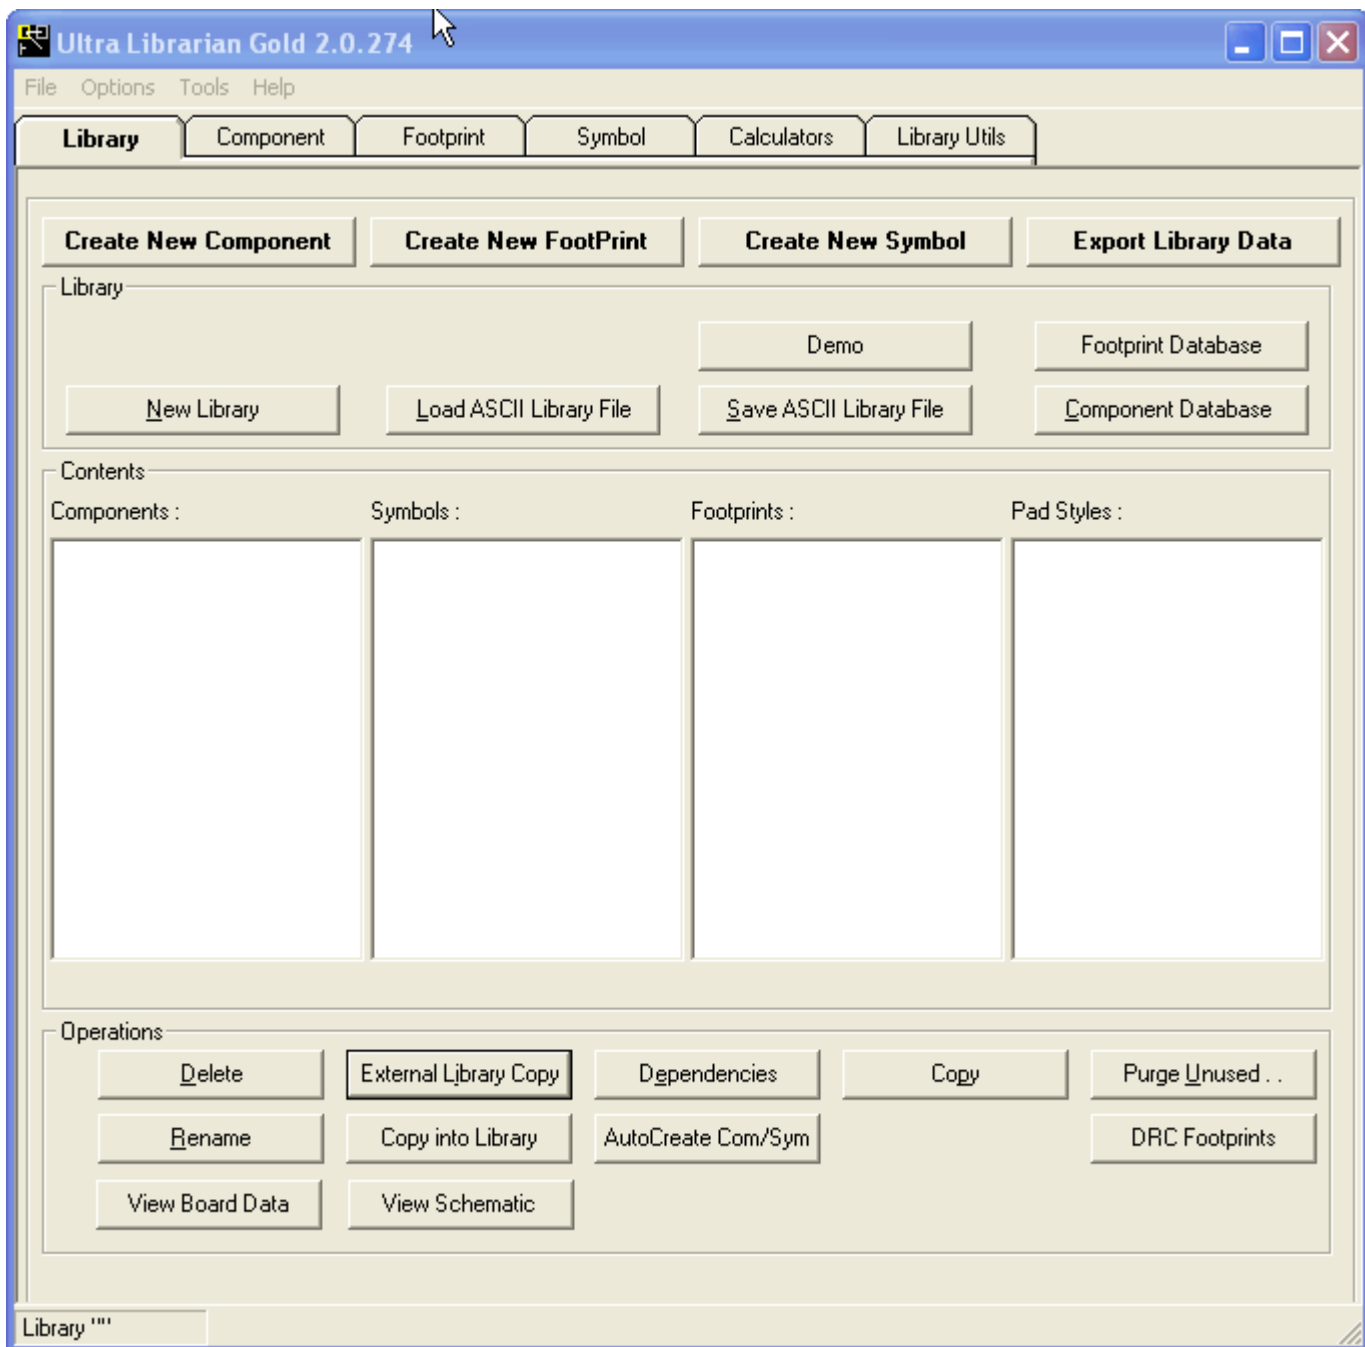 Ultra Librarian Gold 2.0.274
File Options Tools Help
Library Component Footprint Symbol Calculators Library Utils
Create New Component Create New FootPrint Create New Symbol Export Library Data
Library
Demo Footprint Database
New Library Load ASCII Library File Save ASCII Library File Component Database
Contents
Components : Symbols : Footprints : Pad Styles :
Operations
Delete External Library Copy Dependencies Copy Purge Unused . .
Rename Copy into Library AutoCreate Com/Sym DRC Footprints
View Board Data View Schematic
Library ""